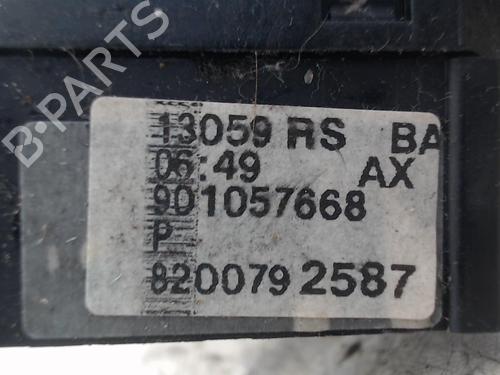 B-PARTS
13059 RS BA
06:49 AX
901057668
P
8200792587